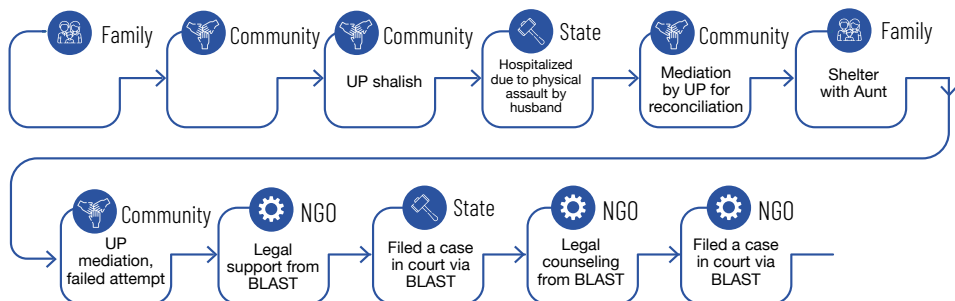 Family
Community
Community
UP shalish
State
Hospitalized
due to physical
assault by
husband
Community
Mediation
by UP for
reconciliation
Family
Shelter
with Aunt
Community
UP
mediation,
failed attempt
NGO
Legal
support from
BLAST
State
Filed a case
in court via
BLAST
NGO
Legal
counseling
from BLAST
NGO
Filed a case
in court via
BLAST